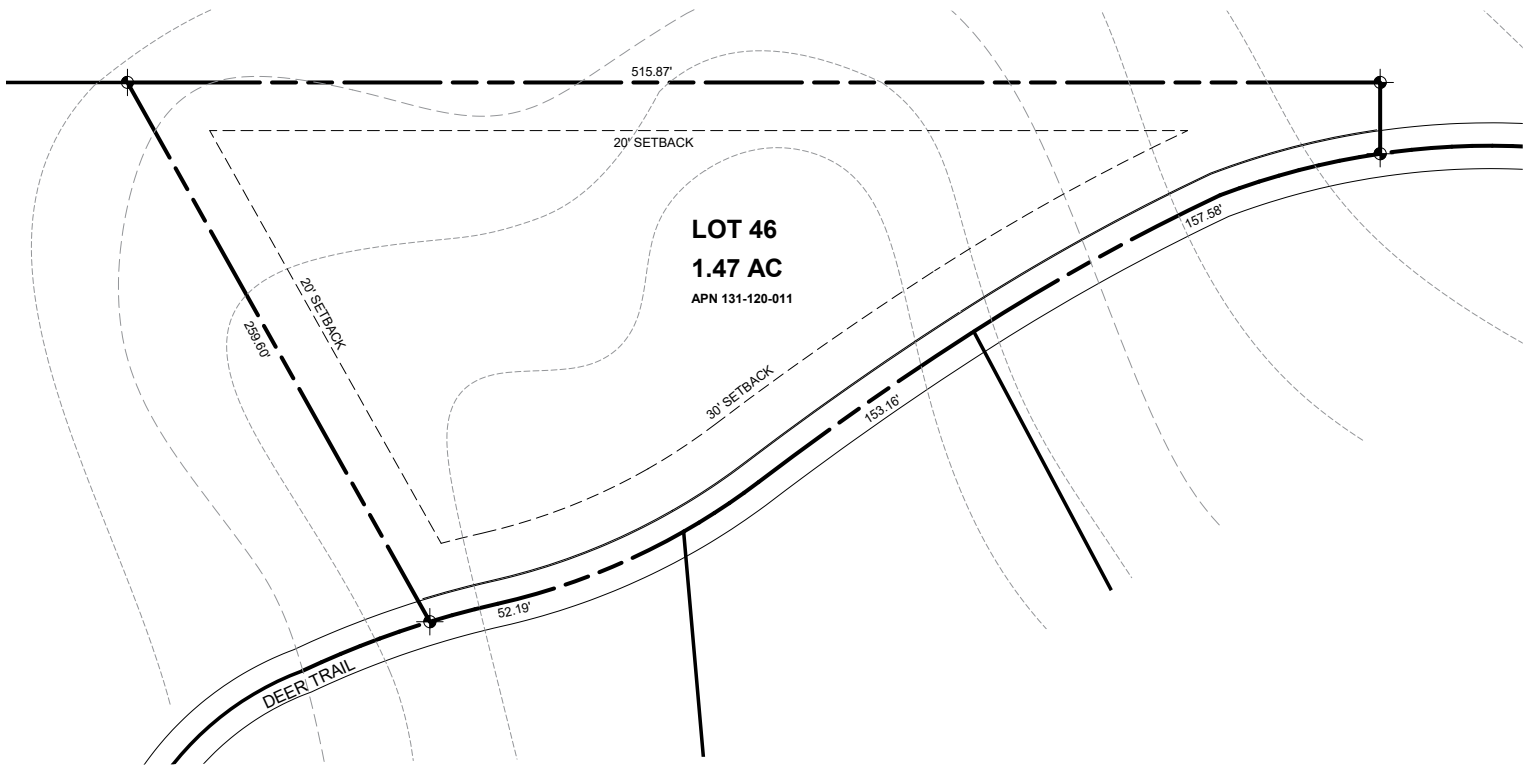 515.87'
20' SETBACK
LOT 46
1.47 AC
APN 131-120-011
157.58'
20' SETBACK
259.60'
30' SETBACK
153.16'
52.19'
DEER TRAIL